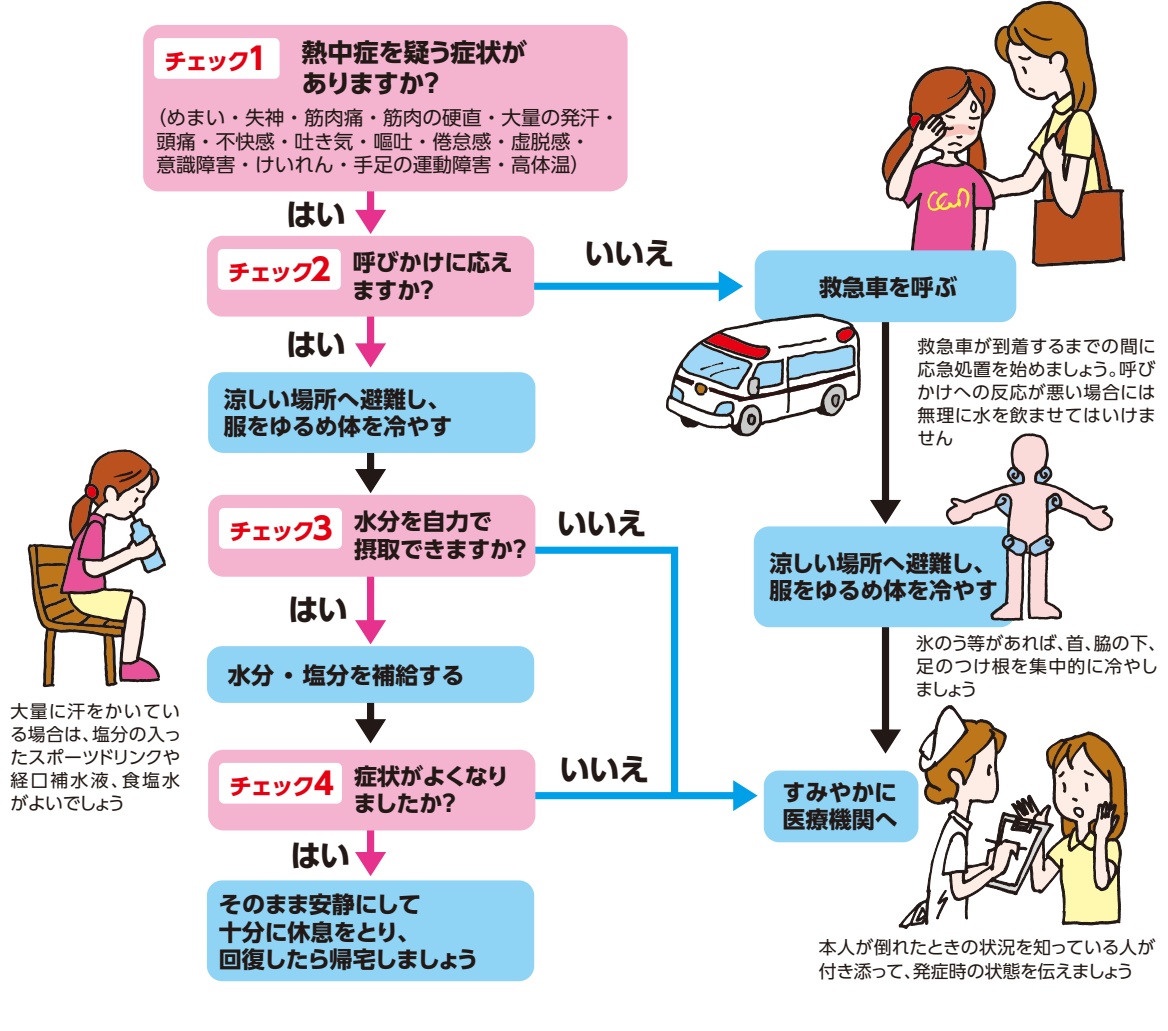 チェック1 熱中症を疑う症状が
ありますか?
（めまい・失神・筋肉痛・筋肉の硬直・大量の発汗・
頭痛・不快感・吐き気・嘔吐・倦怠感・虚脱感・
意識障害・けいれん・手足の運動障害・高体温）
はい
チェック2 呼びかけに応え
ますか?
いいえ
救急車を呼ぶ
救急車が到着するまでの間に
応急処置を始めましょう。呼び
かけへの反応が悪い場合には
無理に水を飲ませてはいけま
せん
はい
涼しい場所へ避難し、
服をゆるめ体を冷やす
チェック3 水分を自力で
摂取できますか?
いいえ
涼しい場所へ避難し、
服をゆるめ体を冷やす
氷のう等があれば、首、脇の下、
足のつけ根を集中的に冷やし
ましょう
はい
水分・塩分を補給する
大量に汗をかいてい
る場合は、塩分の入っ
たスポーツドリンクや
経口補水液、食塩水
がよいでしょう
チェック4 症状がよくなり
ましたか?
いいえ
すみやかに
医療機関へ
本人が倒れたときの状況を知っている人が
付き添って、発症時の状態を伝えましょう
はい
そのまま安静にして
十分に休息をとり、
回復したら帰宅しましょう